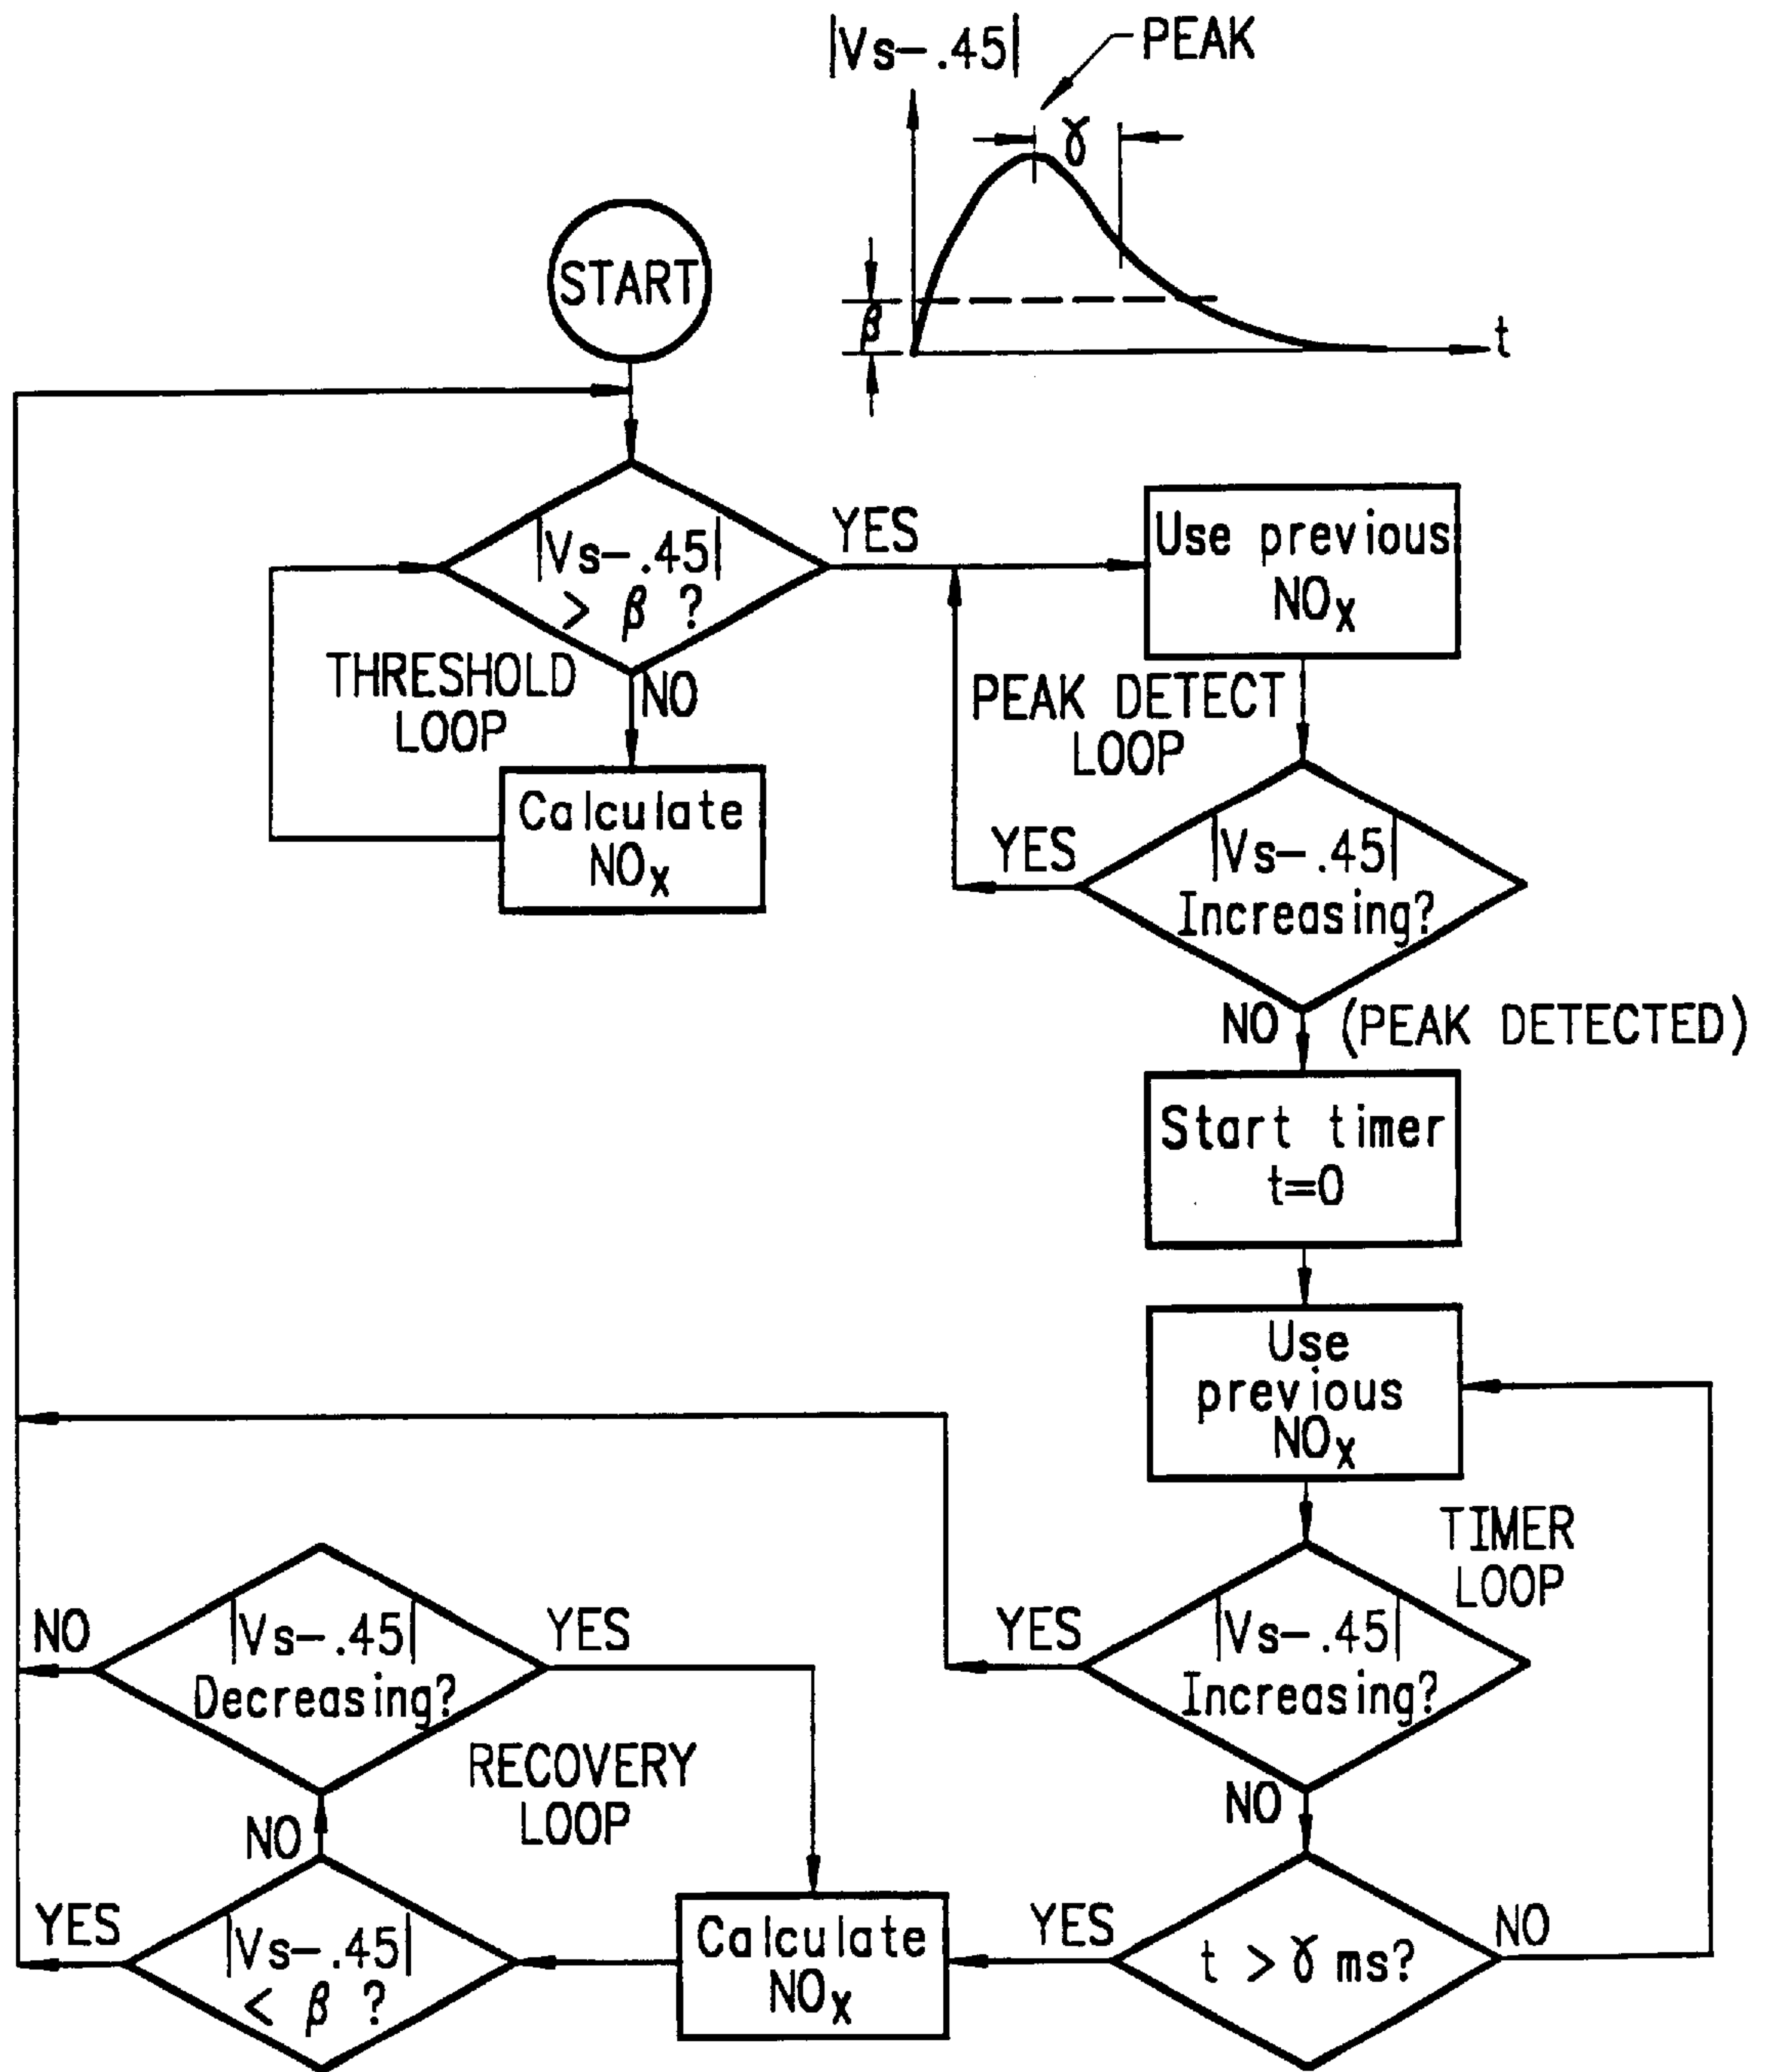 |Vs-.45|
PEAK
γ
β
t
START
|Vs-.45|
> β ?
YES
NO
THRESHOLD
LOOP
Calculate
NOx
Use previous
NOx
PEAK DETECT
LOOP
|Vs-.45|
Increasing?
YES
NO
(PEAK DETECTED)
Start timer
t=0
Use
previous
NOx
TIMER
LOOP
|Vs-.45|
Increasing?
YES
NO
t > γ ms?
NO
YES
Calculate
NOx
RECOVERY
LOOP
|Vs-.45|
< β ?
YES
NO
|Vs-.45|
Decreasing?
YES
NO